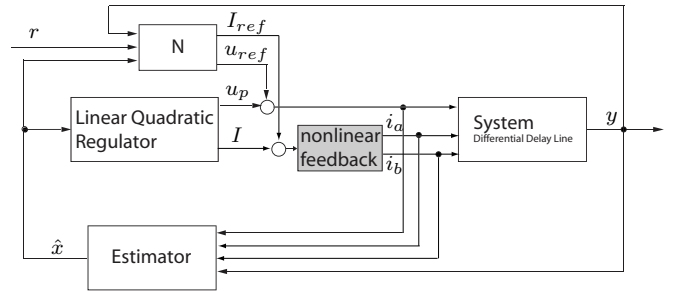 r
N
I_ref
u_ref
Linear Quadratic
Regulator
u_p
I
nonlinear
feedback
i_a
i_b
System
Differential Delay Line
y
x̂
Estimator